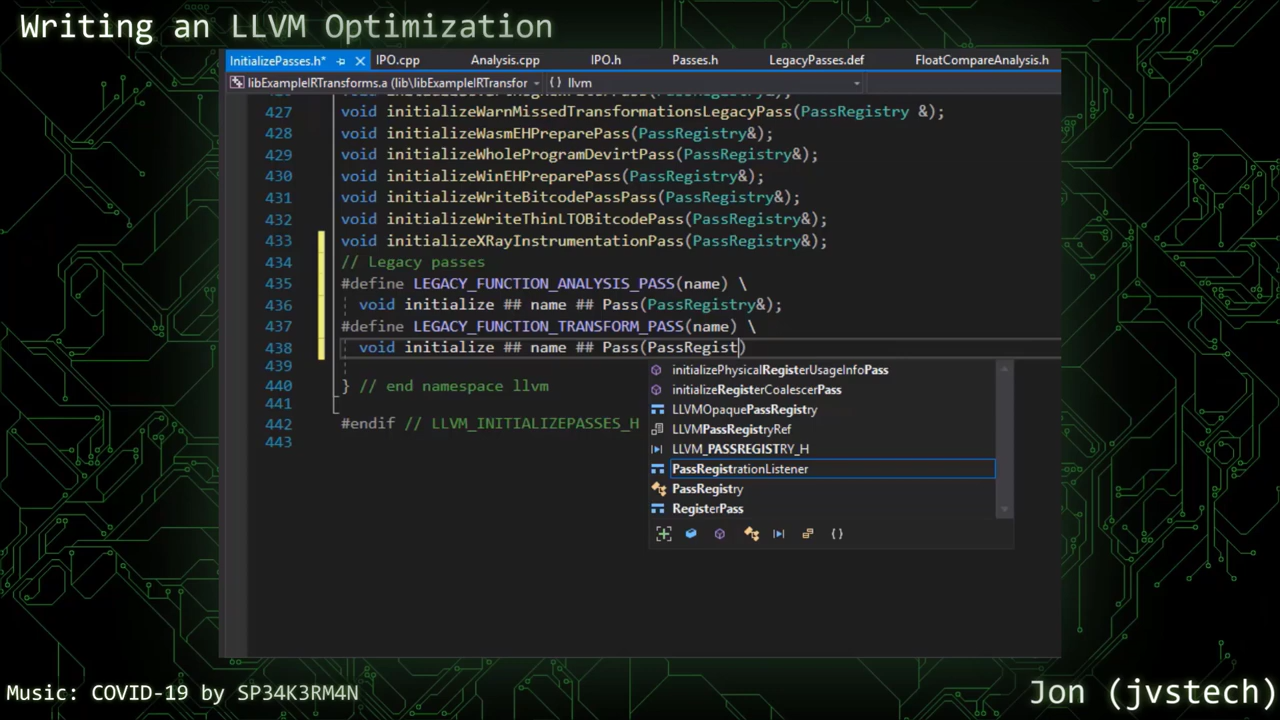 Writing an LLVM Optimization
InitializePasses.h* IPO.cpp Analysis.cpp IPO.h Passes.h LegacyPasses.def FloatCompareAnalysis.h
libExampleIRTransforms.a (lib\libExampleIRTransfor {} llvm
427 void initializeWarnMissedTransformationsLegacyPass(PassRegistry &);
428 void initializeWasmEHPreparePass(PassRegistry&);
429 void initializeWholeProgramDevirtPass(PassRegistry&);
430 void initializeWinEHPreparePass(PassRegistry&);
431 void initializeWriteBitcodePassPass(PassRegistry&);
432 void initializeWriteThinLTOBitcodePass(PassRegistry&);
433 void initializeXRayInstrumentationPass(PassRegistry&);
434 // Legacy passes
435 #define LEGACY_FUNCTION_ANALYSIS_PASS(name) \
436 void initialize ## name ## Pass(PassRegistry&);
437 #define LEGACY_FUNCTION_TRANSFORM_PASS(name) \
438 void initialize ## name ## Pass(PassRegist)
439
initializePhysicalRegisterUsageInfoPass
440 } // end namespace llvm
initializeRegisterCoalescerPass
441
LLVMOpaquePassRegistry
442 #endif // LLVM_INITIALIZEPASSES_H
LLVMPassRegistryRef
443
LLVM_PASSREGISTRY_H
PassRegistrationListener
PassRegistry
RegisterPass
{}
Music: COVID-19 by SP34K3RM4N
Jon (jvstech)